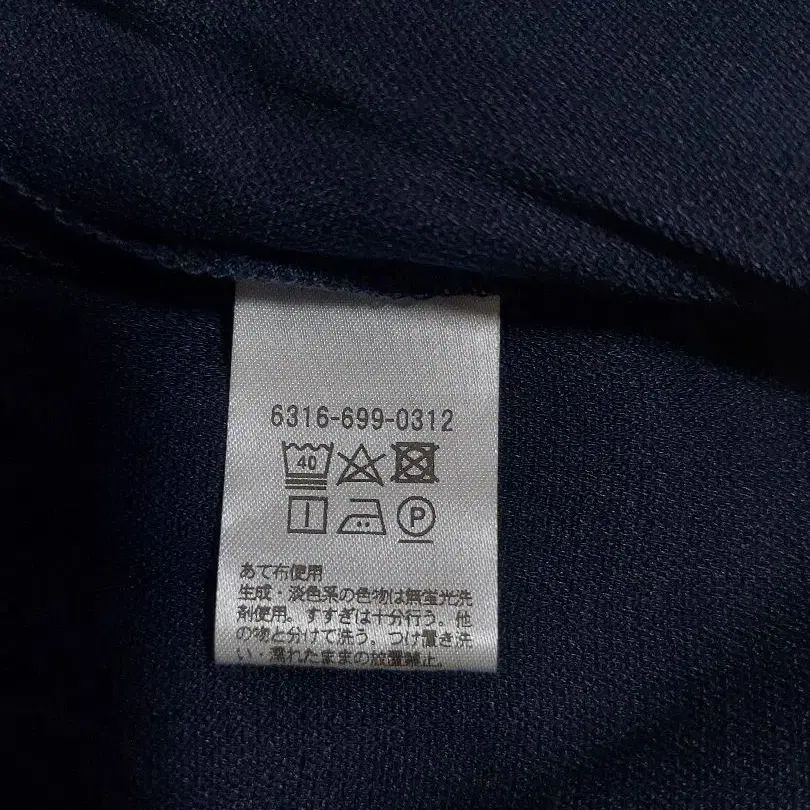 6316-699-0312
40
P
あて布使用
生成・淡色系の色物は無蛍光洗
剤使用。すすぎは十分行う。他
の物と分けて洗う。つけ置き洗
い・濡れたままの放置禁止。